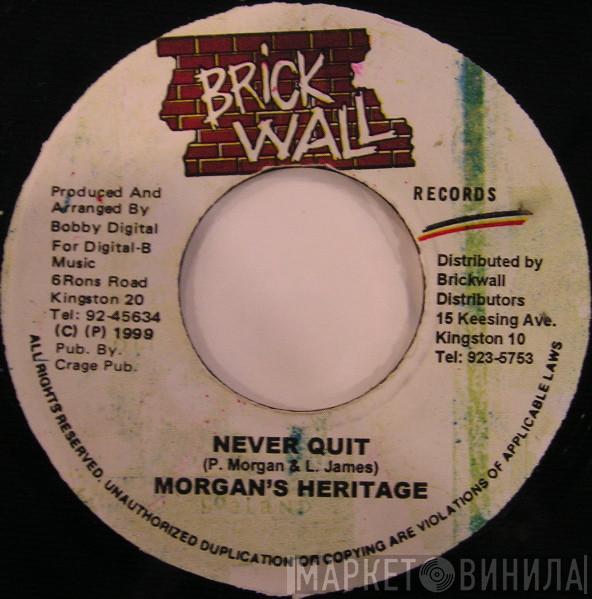 BRICK
WALL
RECORDS
Produced And
Arranged By
Bobby Digital
For Digital-B
Music
6Rons Road
Kingston 20
Tel: 92-45634
(C) (P) 1999
Pub. By.
Crage Pub.
Distributed by
Brickwall
Distributors
15 Keesing Ave.
Kingston 10
Tel: 923-5753
NEVER QUIT
(P. Morgan & L. James)
MORGAN'S HERITAGE
ALL RIGHTS RESERVED. UNAUTHORIZED DUPLICATION OR COPYING ARE VIOLATIONS OF APPLICABLE LAWS
МАРКЕТ ВИНИЛА